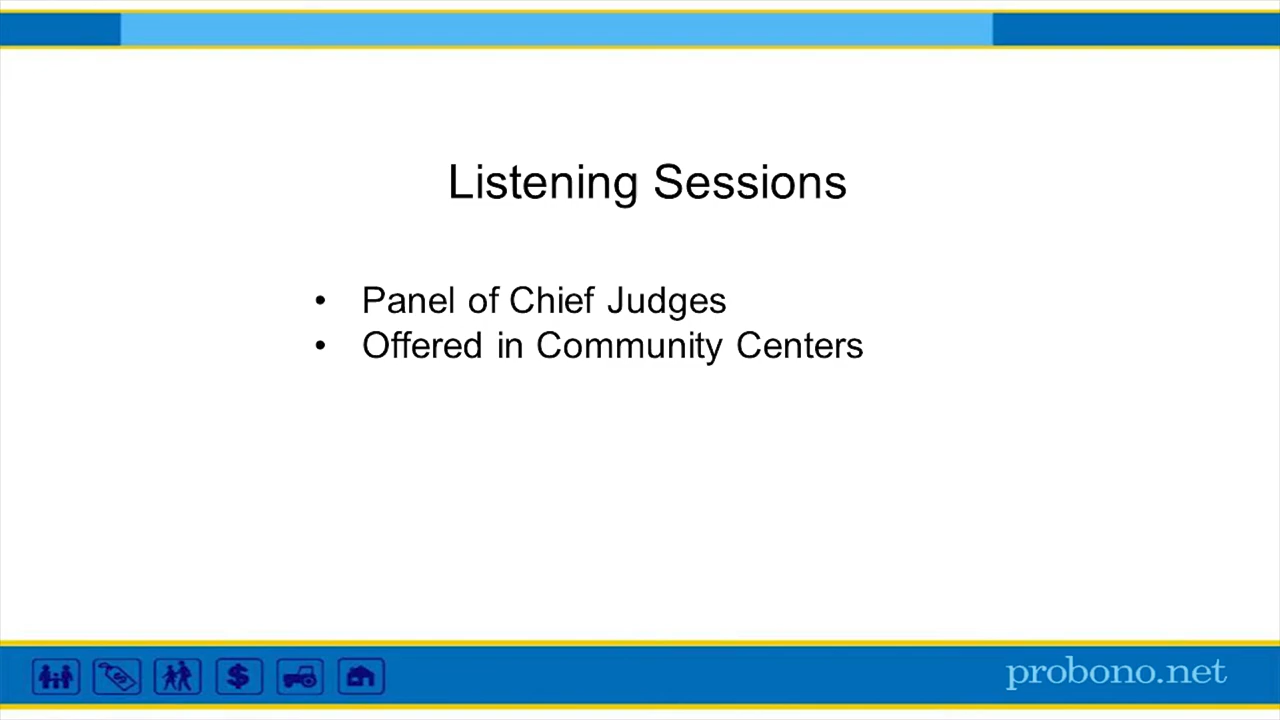 Listening Sessions
• Panel of Chief Judges
• Offered in Community Centers
probono.net